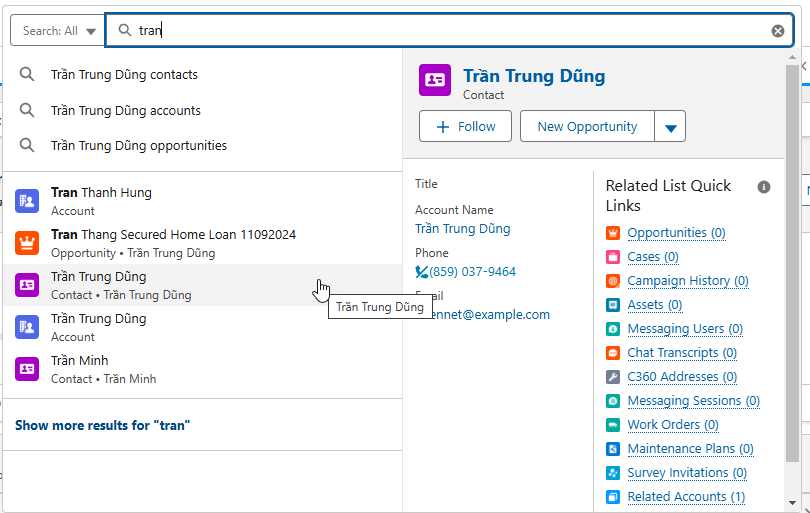 Search: All
tran
Trần Trung Dũng contacts
Trần Trung Dũng accounts
Trần Trung Dũng opportunities
Tran Thanh Hung
Account
Tran Thang Secured Home Loan 11092024
Opportunity • Trần Trung Dũng
Trần Trung Dũng
Contact • Trần Trung Dũng
Trần Trung Dũng
Account
Trần Minh
Contact • Trần Minh
Show more results for "tran"
Trần Trung Dũng
Trần Trung Dũng
Contact
Follow
New Opportunity
Title
Account Name
Trần Trung Dũng
Phone
(859) 037-9464
ennet@example.com
Related List Quick
Links
Opportunities (0)
Cases (0)
Campaign History (0)
Assets (0)
Messaging Users (0)
Chat Transcripts (0)
C360 Addresses (0)
Messaging Sessions (0)
Work Orders (0)
Maintenance Plans (0)
Survey Invitations (0)
Related Accounts (1)